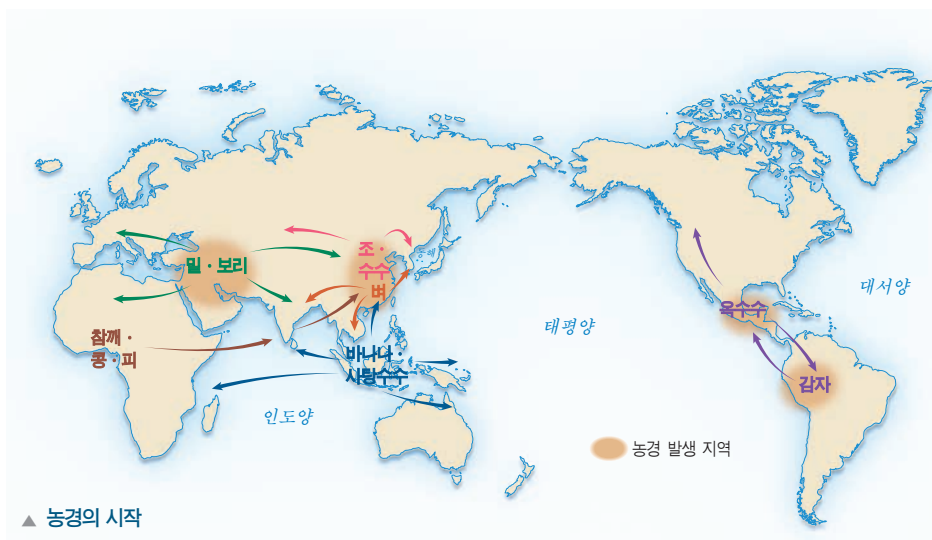 동해
밀·보리
조·
수수
벼
참깨·
콩·피
바나나·
사탕수수
인도양
태평양
대서양
옥수수
감자
농경 발생 지역
▲ 농경의 시작